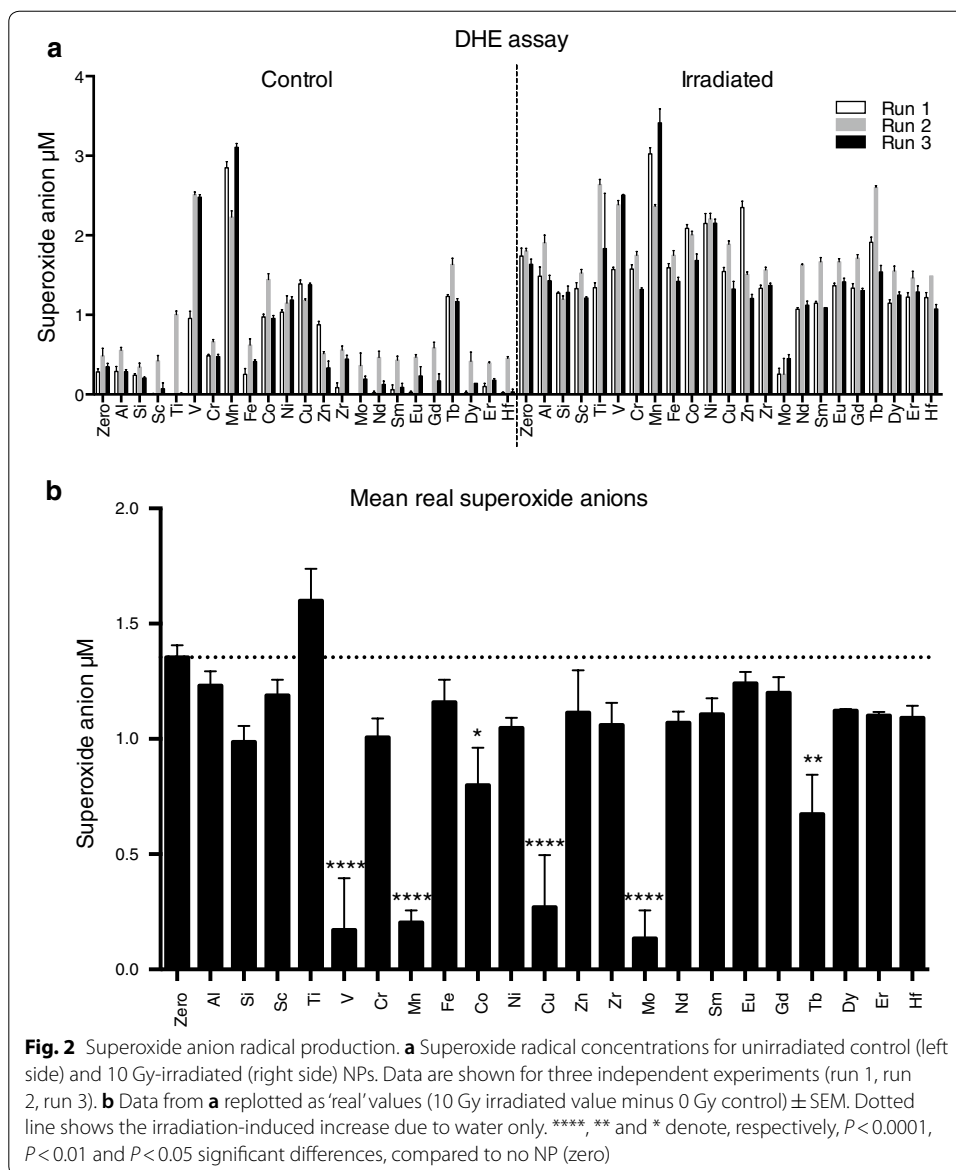 a
DHE assay
Control
Irradiated
Run 1
Run 2
Run 3
Superoxide anion µM
4
3
2
1
0
Zero Al Si Sc Ti V Cr Mn Fe Co Ni Cu Zn Zr Mo Nd Sm Eu Gd Tb Dy Er Hf Zero Al Si Sc Ti V Cr Mn Fe Co Ni Cu Zn Zr Mo Nd Sm Eu Gd Tb Dy Er Hf
b
Mean real superoxide anions
Superoxide anion µM
2.0
1.5
1.0
0.5
0.0
**** **** * **** **** **
Zero Al Si Sc Ti V Cr Mn Fe Co Ni Cu Zn Zr Mo Nd Sm Eu Gd Tb Dy Er Hf
Fig. 2 Superoxide anion radical production. a Superoxide radical concentrations for unirradiated control (left
side) and 10 Gy-irradiated (right side) NPs. Data are shown for three independent experiments (run 1, run
2, run 3). b Data from a replotted as ‘real’ values (10 Gy irradiated value minus 0 Gy control) ± SEM. Dotted
line shows the irradiation-induced increase due to water only. ****, ** and * denote, respectively, P < 0.0001,
P < 0.01 and P < 0.05 significant differences, compared to no NP (zero)